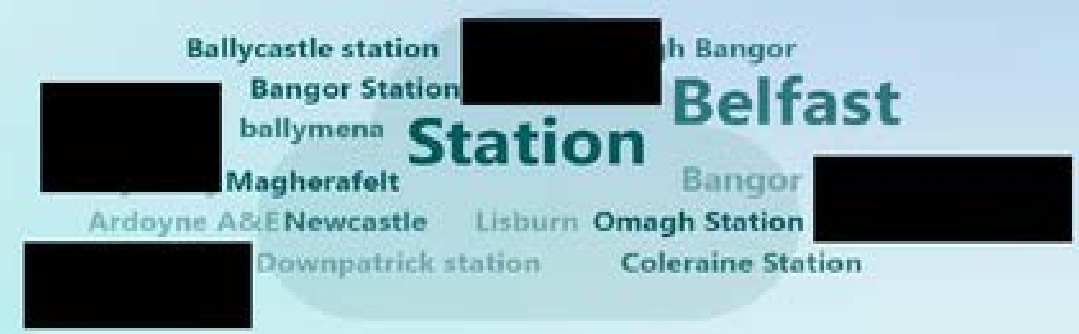 Ballycastle station Bangor
Bangor Station Belfast
ballymena Station
Magherafelt Bangor
Ardoyne A&E Newcastle Lisburn Omagh Station
Downpatrick station Coleraine Station